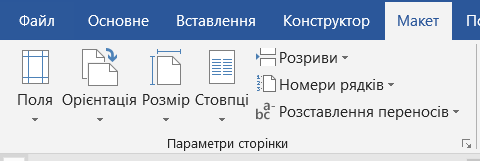 Файл Основне Вставлення Конструктор Макет
Розриви
Номери рядків
Поля Орієнтація Розмір Стовпці
Розставлення переносів
Параметри сторінки